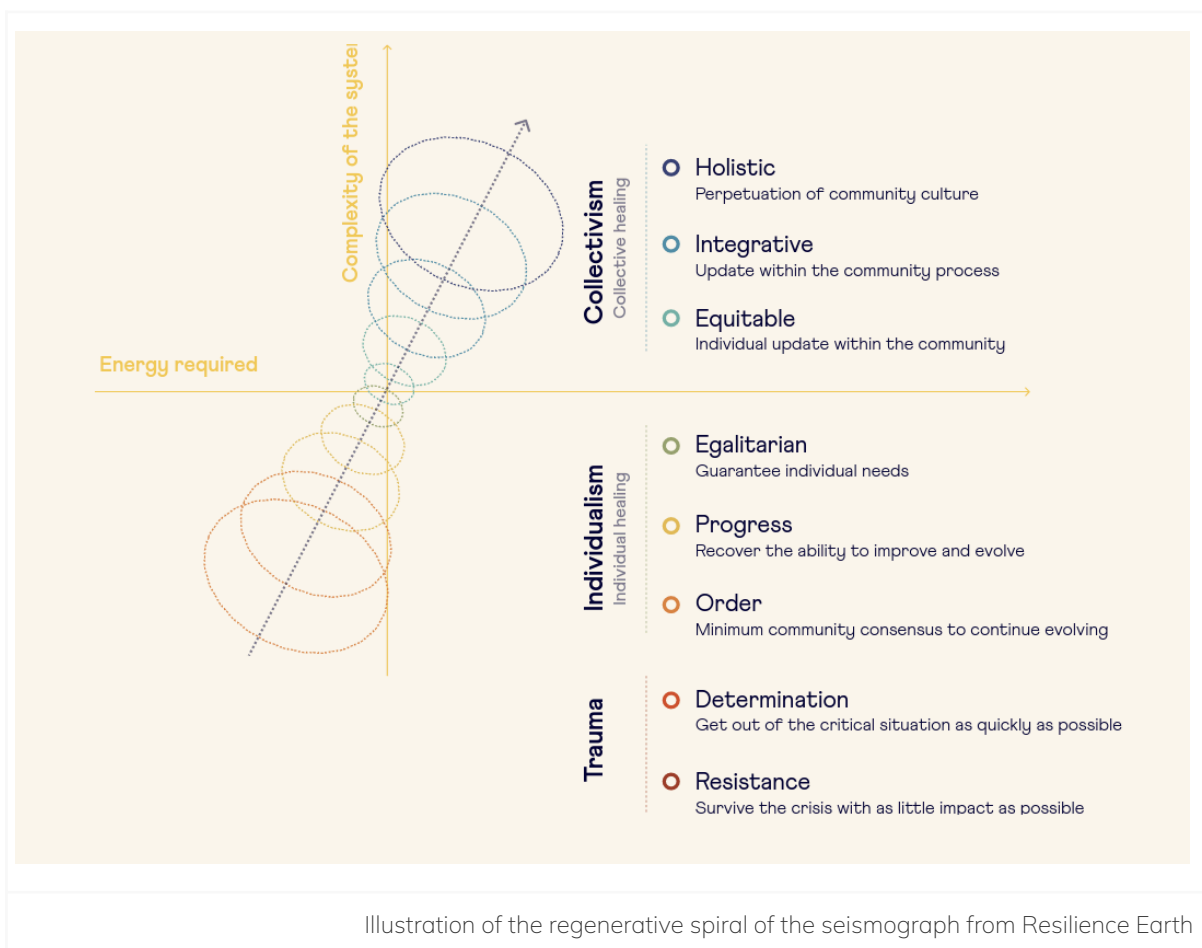 Complexity of the syste
Energy required
Collectivism
Collective healing
Holistic
Perpetuation of community culture
Integrative
Update within the community process
Equitable
Individual update within the community
Individualism
Individual healing
Egalitarian
Guarantee individual needs
Progress
Recover the ability to improve and evolve
Order
Minimum community consensus to continue evolving
Trauma
Determination
Get out of the critical situation as quickly as possible
Resistance
Survive the crisis with as little impact as possible
Illustration of the regenerative spiral of the seismograph from Resilience Earth